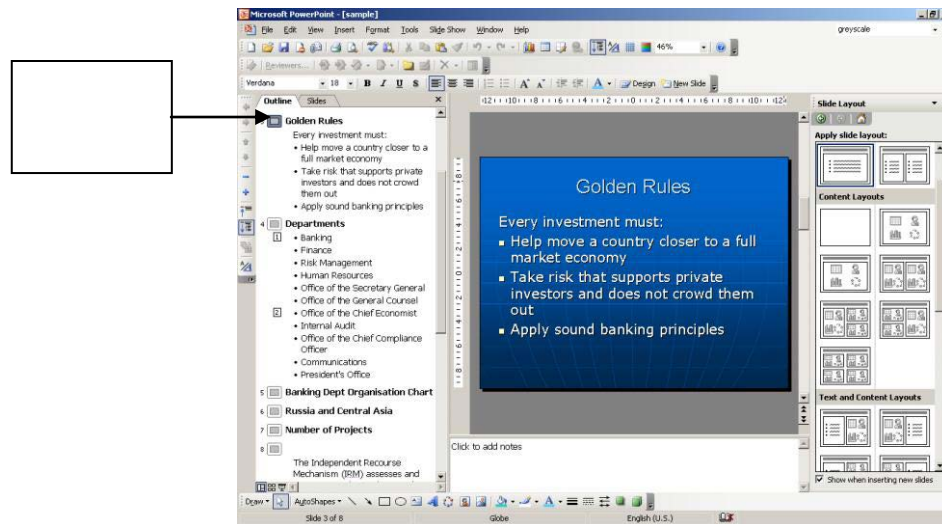 Microsoft PowerPoint - [sample]
File Edit View Insert Format Tools Slide Show Window Help
greyscale
46%
Reviewers...
Verdana 18 B I U S Design New Slide
Outline Slides
Golden Rules
Every investment must:
• Help move a country closer to a
full market economy
• Take risk that supports private
investors and does not crowd
them out
• Apply sound banking principles
4 Departments
1 • Banking
• Finance
• Risk Management
• Human Resources
• Office of the Secretary General
• Office of the General Counsel
2 • Office of the Chief Economist
• Internal Audit
• Office of the Chief Compliance
Officer
• Communications
• President's Office
5 Banking Dept Organisation Chart
6 Russia and Central Asia
7 Number of Projects
8
The Independent Recourse
Mechanism (IRM) assesses and
Golden Rules
Every investment must:
▪ Help move a country closer to a full
market economy
▪ Take risk that supports private
investors and does not crowd them
out
▪ Apply sound banking principles
Click to add notes
Slide Layout
Apply slide layout:
Content Layouts
Text and Content Layouts
Show when inserting new slides
Draw AutoShapes
Slide 3 of 8 Globe English (U.S.)